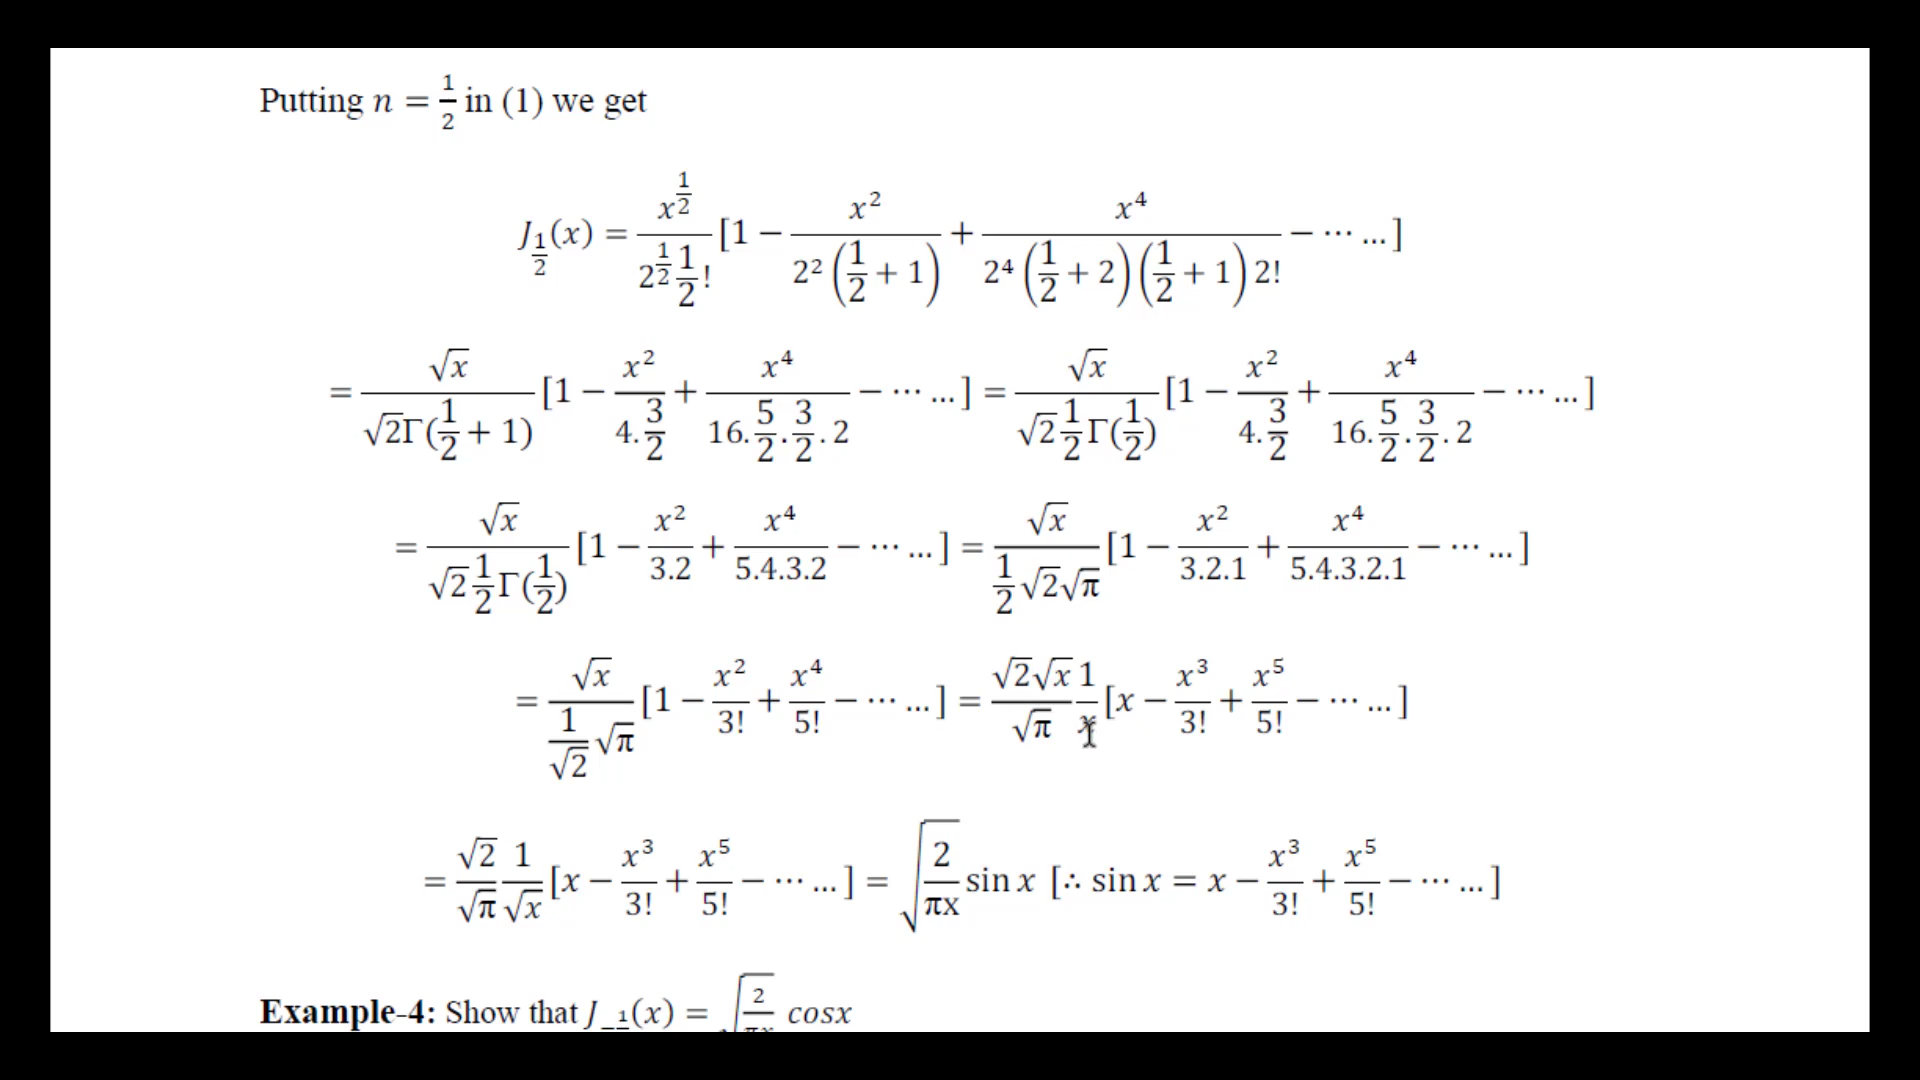 Putting n = 1/2 in (1) we get
J_{1/2}(x) = x^{1/2} / (2^{1/2} 1/2!) [1 − x²/(2²(1/2 + 1)) + x⁴/(2⁴(1/2 + 2)(1/2 + 1)2!) − ⋯ …]
= √x / (√2Γ(1/2 + 1)) [1 − x²/(4.3/2) + x⁴/(16.5/2.3/2.2) − ⋯ …] = √x / (√2 1/2 Γ(1/2)) [1 − x²/(4.3/2) + x⁴/(16.5/2.3/2.2) − ⋯ …]
= √x / (√2 1/2 Γ(1/2)) [1 − x²/3.2 + x⁴/5.4.3.2 − ⋯ …] = √x / (1/2 √2√π) [1 − x²/3.2.1 + x⁴/5.4.3.2.1 − ⋯ …]
= √x / (1/√2 √π) [1 − x²/3! + x⁴/5! − ⋯ …] = √2√x/√π 1/x [x − x³/3! + x⁵/5! − ⋯ …]
= √2/√π 1/√x [x − x³/3! + x⁵/5! − ⋯ …] = √(2/πx) sin x [∴ sin x = x − x³/3! + x⁵/5! − ⋯ …]
Example-4: Show that J_{−1/}(x) = √(2/πx) cosx